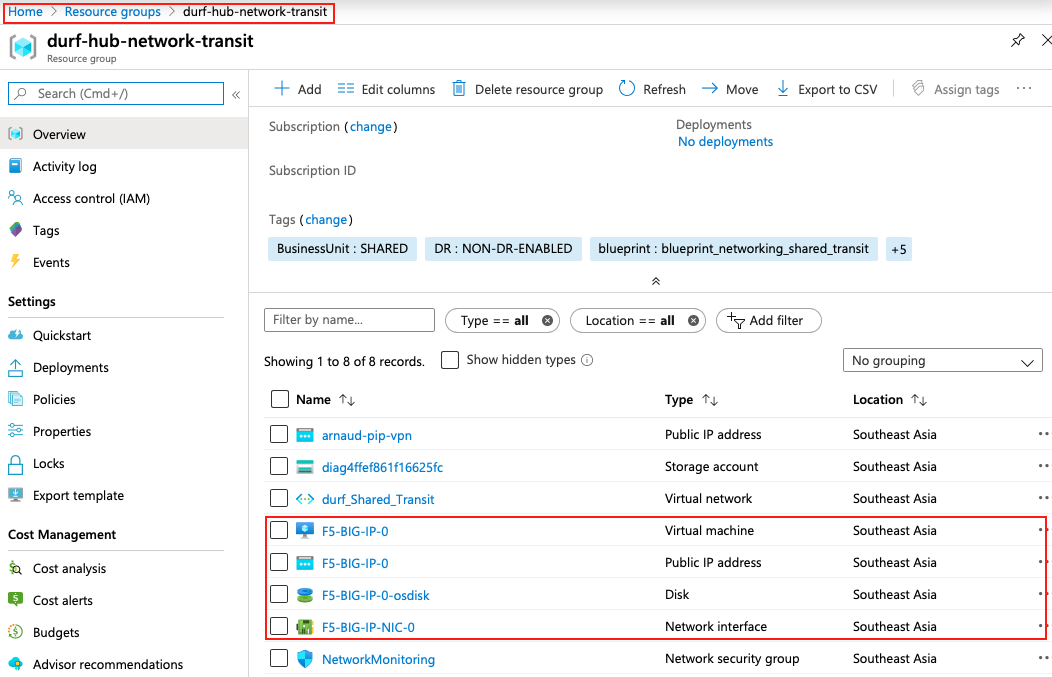 Home > Resource groups > durf-hub-network-transit
durf-hub-network-transit
Resource group
Search (Cmd+/)
«
Overview
Activity log
Access control (IAM)
Tags
Events
Settings
Quickstart
Deployments
Policies
Properties
Locks
Export template
Cost Management
Cost analysis
Cost alerts
Budgets
Advisor recommendations
Add Edit columns Delete resource group Refresh Move Export to CSV Assign tags ···
Subscription (change)
Deployments
No deployments
Subscription ID
Tags (change)
BusinessUnit : SHARED DR : NON-DR-ENABLED blueprint : blueprint_networking_shared_transit +5
Filter by name... Type == all Location == all Add filter
Showing 1 to 8 of 8 records. Show hidden types No grouping
Name Type Location
arnaud-pip-vpn Public IP address Southeast Asia
diag4ffef861f16625fc Storage account Southeast Asia
durf_Shared_Transit Virtual network Southeast Asia
F5-BIG-IP-0 Virtual machine Southeast Asia
F5-BIG-IP-0 Public IP address Southeast Asia
F5-BIG-IP-0-osdisk Disk Southeast Asia
F5-BIG-IP-NIC-0 Network interface Southeast Asia
NetworkMonitoring Network security group Southeast Asia